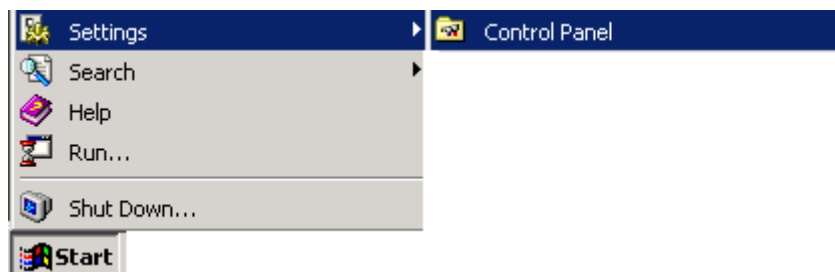 Settings Control Panel
Search
Help
Run...
Shut Down...
Start